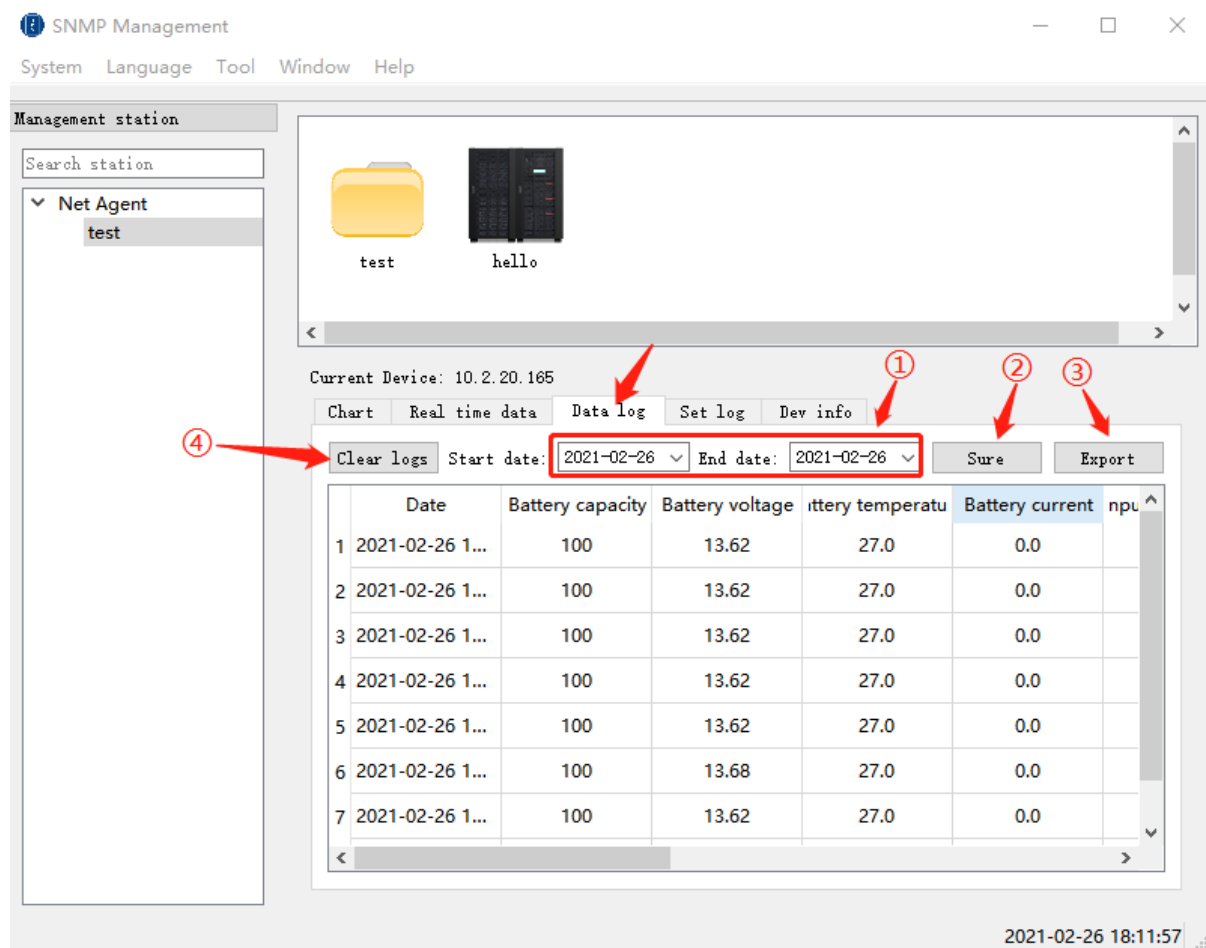 SNMP Management
System Language Tool Window Help
Management station
Search station
Net Agent
test
test hello
Current Device: 10.2.20.165
① ② ③
Chart Real time data Data log Set log Dev info
④
Clear logs Start date: 2021-02-26 End date: 2021-02-26 Sure Export
Date Battery capacity Battery voltage ittery temperatu Battery current npu
1 2021-02-26 1... 100 13.62 27.0 0.0
2 2021-02-26 1... 100 13.62 27.0 0.0
3 2021-02-26 1... 100 13.62 27.0 0.0
4 2021-02-26 1... 100 13.62 27.0 0.0
5 2021-02-26 1... 100 13.62 27.0 0.0
6 2021-02-26 1... 100 13.68 27.0 0.0
7 2021-02-26 1... 100 13.62 27.0 0.0
2021-02-26 18:11:57